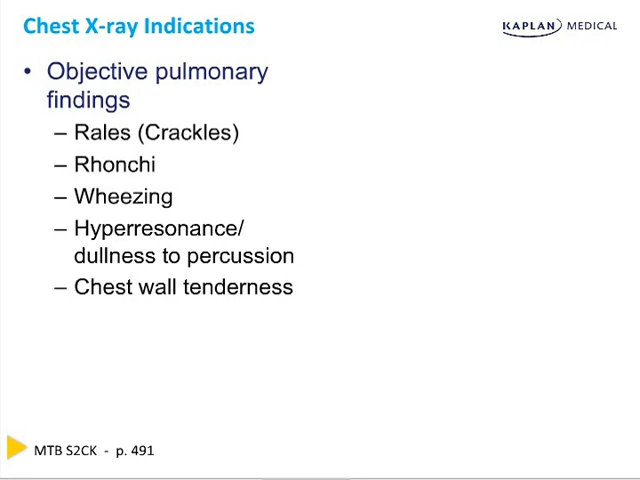 Chest X-ray Indications
KAPLAN MEDICAL
• Objective pulmonary
findings
– Rales (Crackles)
– Rhonchi
– Wheezing
– Hyperresonance/
dullness to percussion
– Chest wall tenderness
MTB S2CK - p. 491